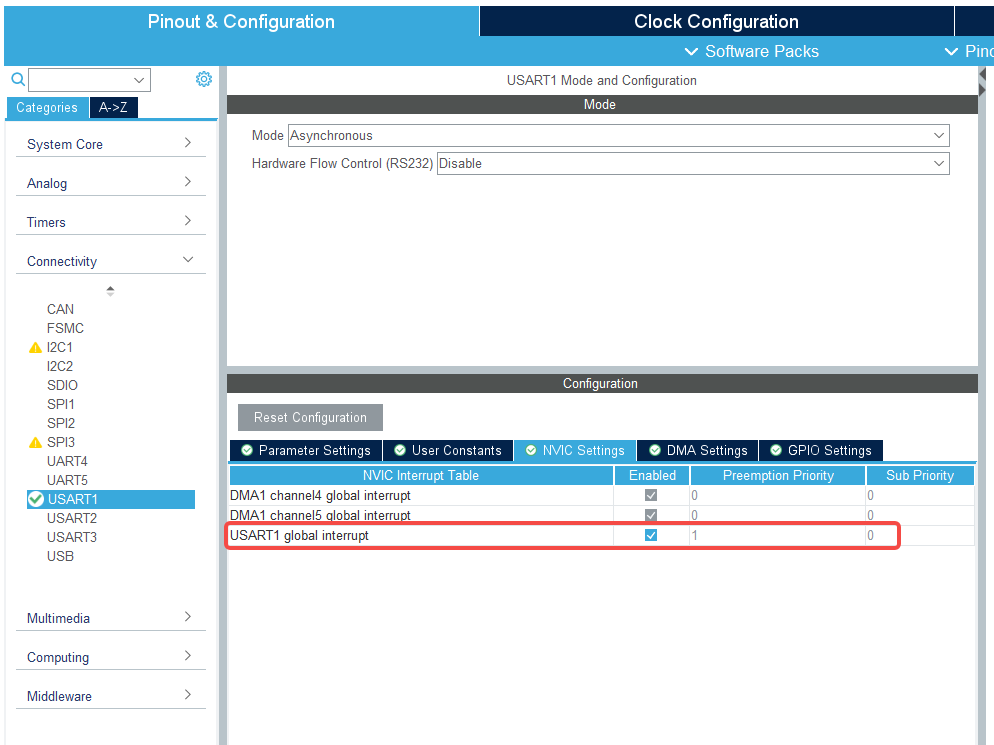 Pinout & Configuration
Clock Configuration
Software Packs
Categories
A->Z
System Core
Analog
Timers
Connectivity
CAN
FSMC
I2C1
I2C2
SDIO
SPI1
SPI2
SPI3
UART4
UART5
USART1
USART2
USART3
USB
Multimedia
Computing
Middleware
USART1 Mode and Configuration
Mode
Mode Asynchronous
Hardware Flow Control (RS232) Disable
Configuration
Reset Configuration
Parameter Settings
User Constants
NVIC Settings
DMA Settings
GPIO Settings
NVIC Interrupt Table Enabled Preemption Priority Sub Priority
DMA1 channel4 global interrupt 0 0
DMA1 channel5 global interrupt 0 0
USART1 global interrupt 1 0